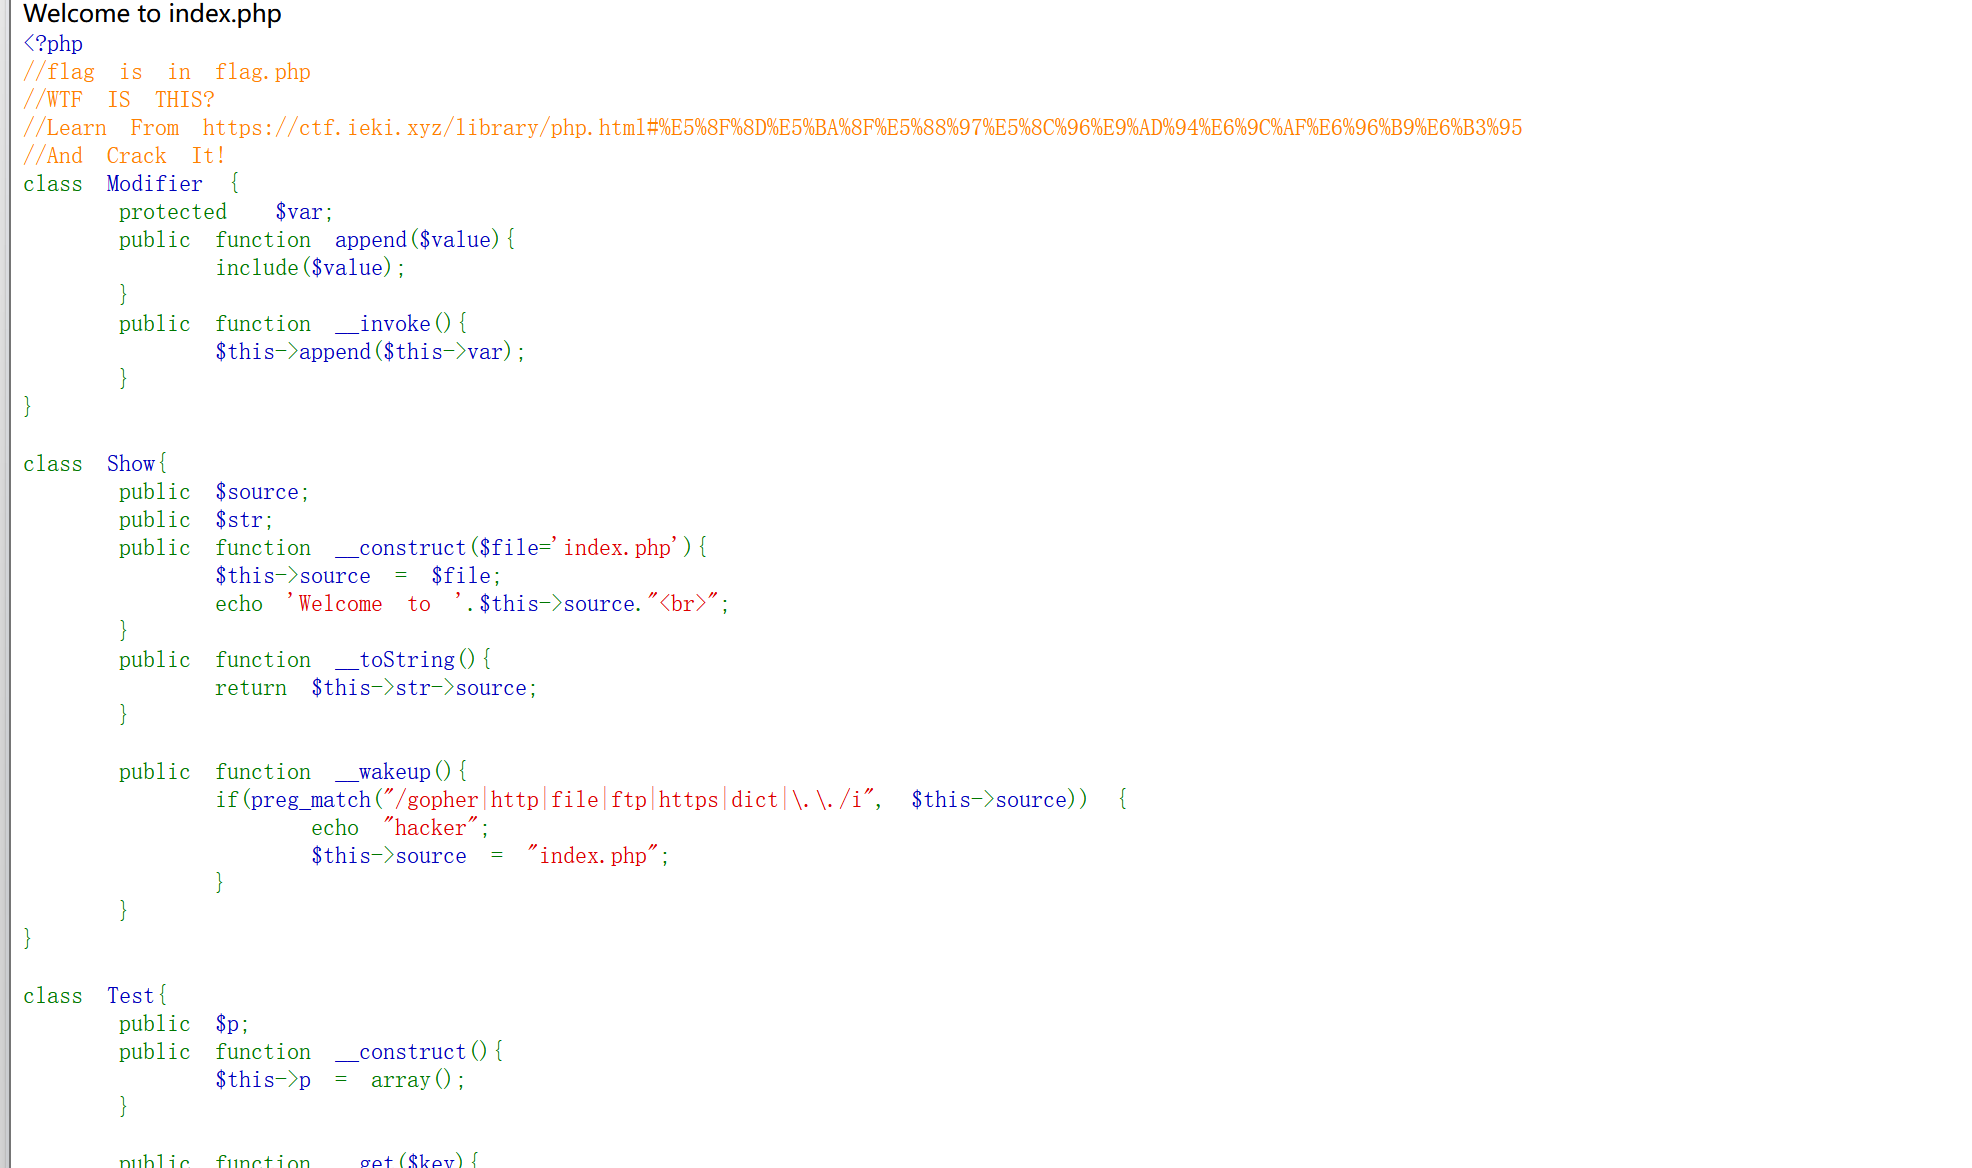 Welcome to index.php
<?php
//flag is in flag.php
//WTF IS THIS?
//Learn From https://ctf.ieki.xyz/library/php.html#%E5%8F%8D%E5%BA%8F%E5%88%97%E5%8C%96%E9%AD%94%E6%9C%AF%E6%96%B9%E6%B3%95
//And Crack It!
class Modifier {
protected $var;
public function append($value){
include($value);
}
public function __invoke(){
$this->append($this->var);
}
}
class Show{
public $source;
public $str;
public function __construct($file='index.php'){
$this->source = $file;
echo 'Welcome to '.$this->source."<br>";
}
public function __toString(){
return $this->str->source;
}
public function __wakeup(){
if(preg_match("/gopher|http|file|ftp|https|dict|\.\./i", $this->source)) {
echo "hacker";
$this->source = "index.php";
}
}
}
class Test{
public $p;
public function __construct(){
$this->p = array();
}
public function __get($key){